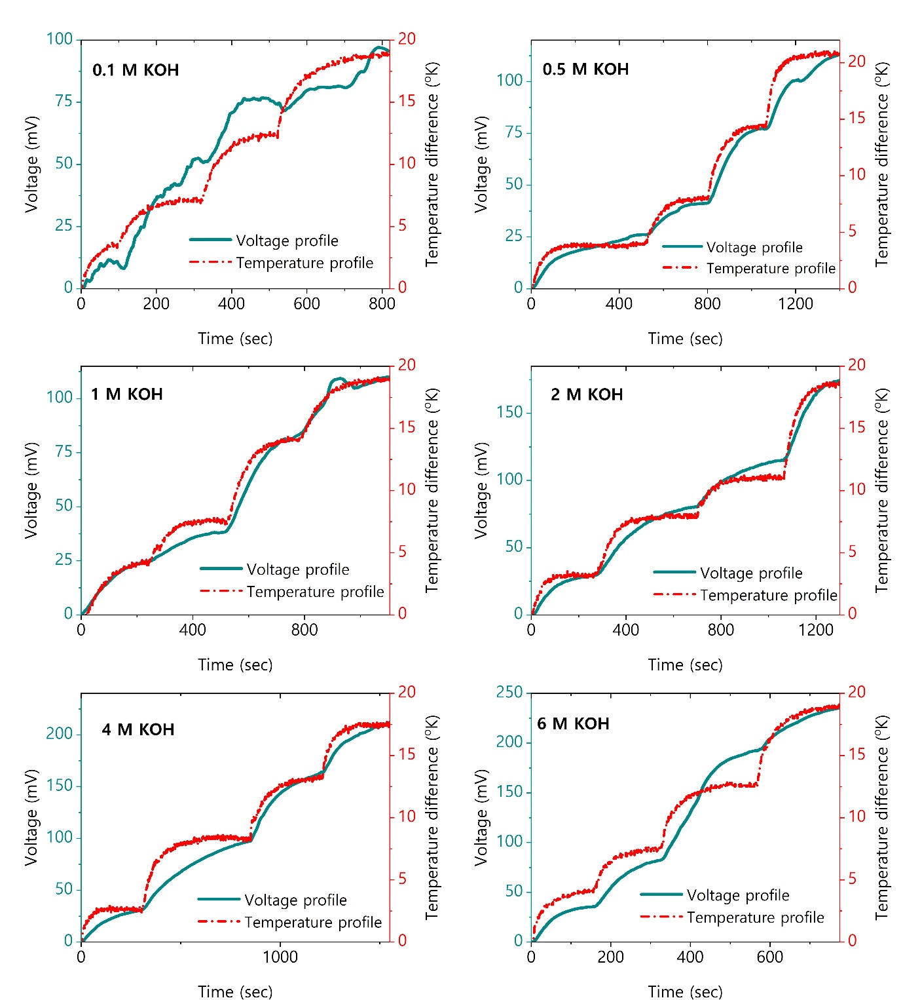 0.1 M KOH
Voltage (mV)
100
75
50
25
0
20
15
10
5
0
Temperature difference (⁰K)
Voltage profile
Temperature profile
0 200 400 600 800
Time (sec)
0.5 M KOH
Voltage (mV)
100
75
50
25
0
20
15
10
5
0
Temperature difference (⁰K)
Voltage profile
Temperature profile
0 400 800 1200
Time (sec)
1 M KOH
Voltage (mV)
100
75
50
25
0
20
15
10
5
0
Temperature difference (⁰K)
Voltage profile
Temperature profile
0 400 800
Time (sec)
2 M KOH
Voltage (mV)
150
100
50
0
20
15
10
5
0
Temperature difference (⁰K)
Voltage profile
Temperature profile
0 400 800 1200
Time (sec)
4 M KOH
Voltage (mV)
200
150
100
50
0
20
15
10
5
0
Temperature difference (⁰K)
Voltage profile
Temperature profile
0 1000
Time (sec)
6 M KOH
Voltage (mV)
250
200
150
100
50
0
20
15
10
5
0
Temperature difference (⁰K)
Voltage profile
Temperature profile
0 200 400 600
Time (sec)